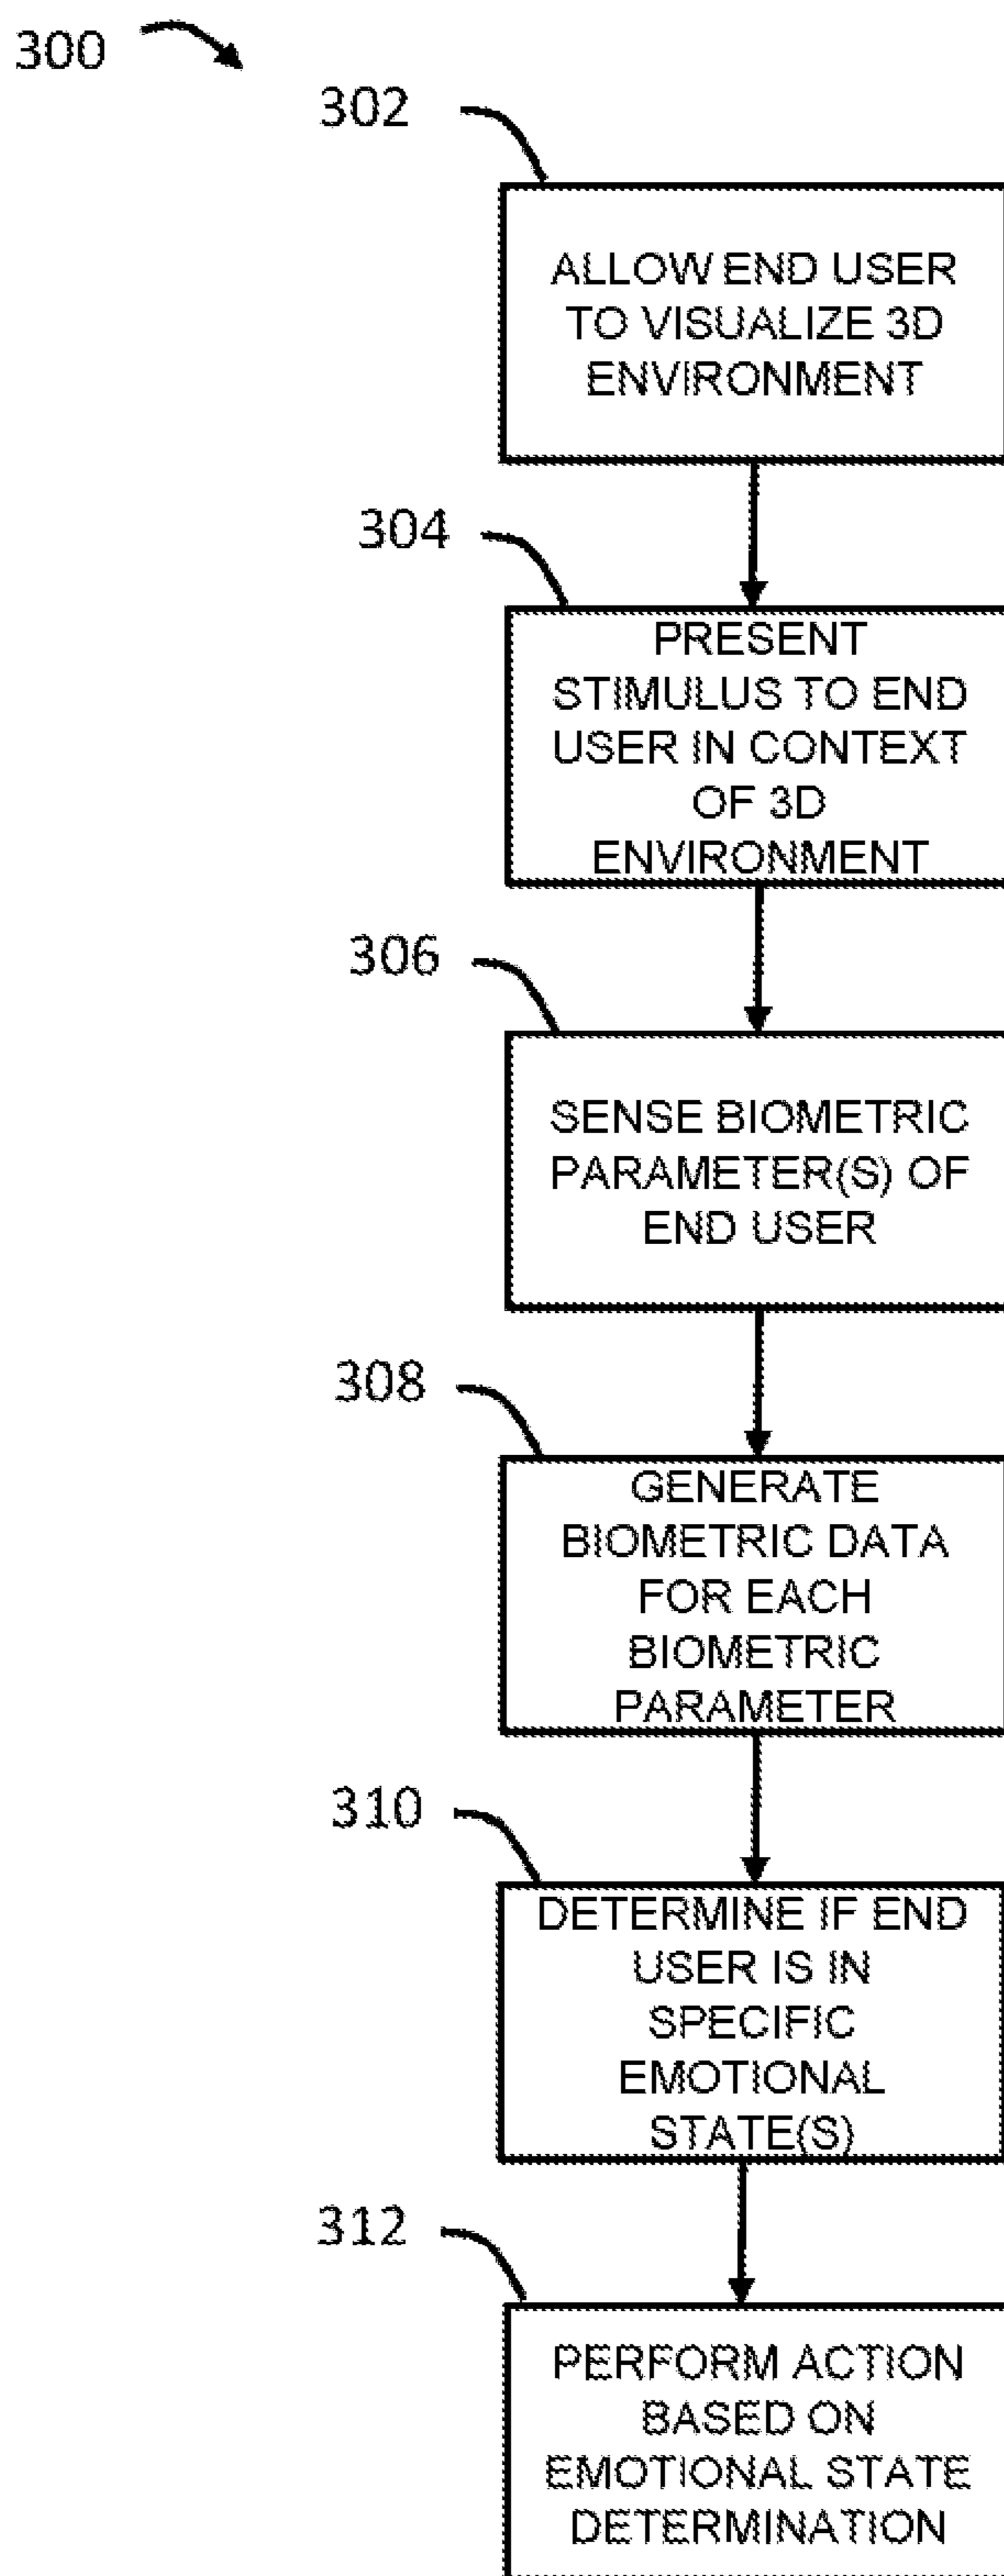 300
302
ALLOW END USER
TO VISUALIZE 3D
ENVIRONMENT
304
PRESENT
STIMULUS TO END
USER IN CONTEXT
OF 3D
ENVIRONMENT
306
SENSE BIOMETRIC
PARAMETER(S) OF
END USER
308
GENERATE
BIOMETRIC DATA
FOR EACH
BIOMETRIC
PARAMETER
310
DETERMINE IF END
USER IS IN
SPECIFIC
EMOTIONAL
STATE(S)
312
PERFORM ACTION
BASED ON
EMOTIONAL STATE
DETERMINATION